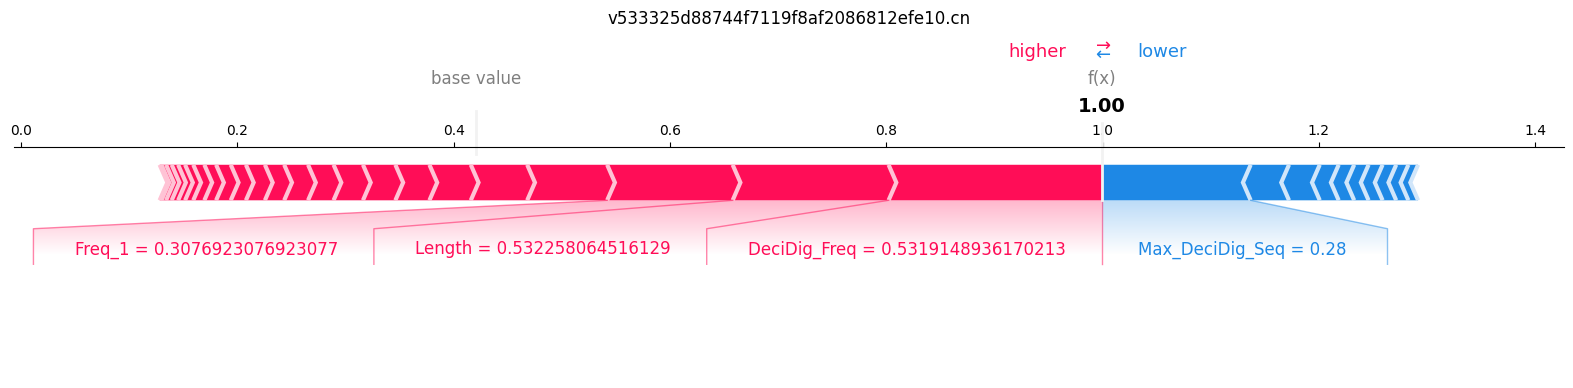 v533325d88744f7119f8af2086812efe10.cn
higher ⇄ lower
base value f(x)
1.00
0.0 0.2 0.4 0.6 0.8 1.0 1.2 1.4
Freq_1 = 0.3076923076923077 Length = 0.532258064516129 DeciDig_Freq = 0.5319148936170213 Max_DeciDig_Seq = 0.28